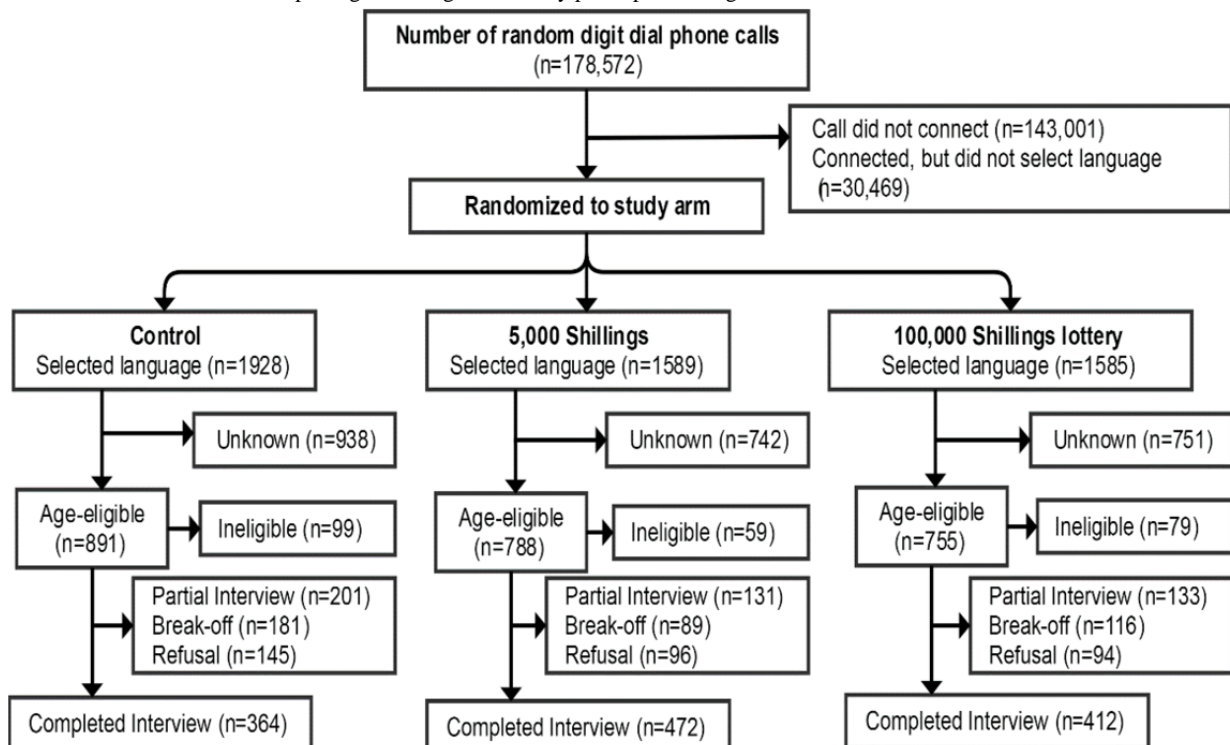 Number of random digit dial phone calls
(n=178,572)
Call did not connect (n=143,001)
Connected, but did not select language
(n=30,469)
Randomized to study arm
Control
Selected language (n=1928)
5,000 Shillings
Selected language (n=1589)
100,000 Shillings lottery
Selected language (n=1585)
Unknown (n=938)
Unknown (n=742)
Unknown (n=751)
Age-eligible
(n=891)
Ineligible (n=99)
Age-eligible
(n=788)
Ineligible (n=59)
Age-eligible
(n=755)
Ineligible (n=79)
Partial Interview (n=201)
Break-off (n=181)
Refusal (n=145)
Partial Interview (n=131)
Break-off (n=89)
Refusal (n=96)
Partial Interview (n=133)
Break-off (n=116)
Refusal (n=94)
Completed Interview (n=364)
Completed Interview (n=472)
Completed Interview (n=412)